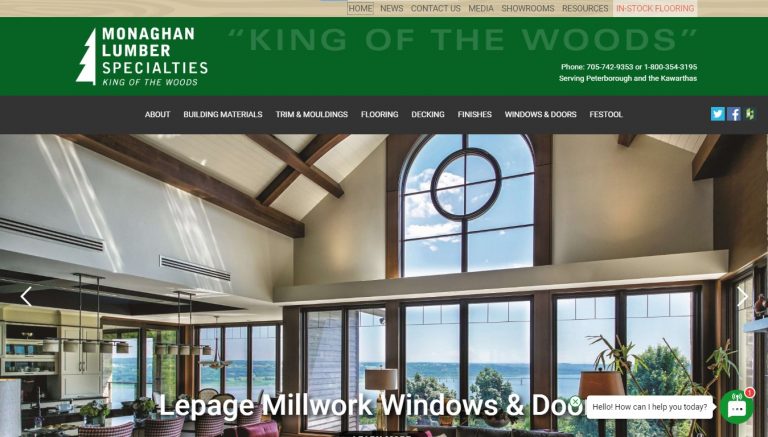 HOME NEWS CONTACT US MEDIA SHOWROOMS RESOURCES IN-STOCK FLOORING
MONAGHAN
LUMBER
SPECIALTIES
KING OF THE WOODS
“KING OF THE WOODS”
Phone: 705-742-9353 or 1-800-354-3195
Serving Peterborough and the Kawarthas
ABOUT BUILDING MATERIALS TRIM & MOULDINGS FLOORING DECKING FINISHES WINDOWS & DOORS FESTOOL
Lepage Millwork Windows & Doo
Hello! How can I help you today?
1
LEARN MORE